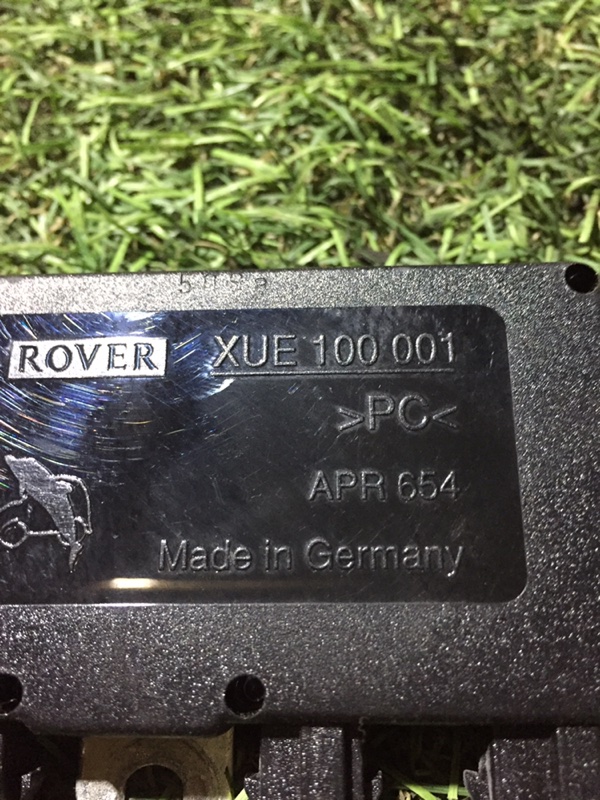 ROVER XUE 100 001
>PC<
APR 654
Made in Germany